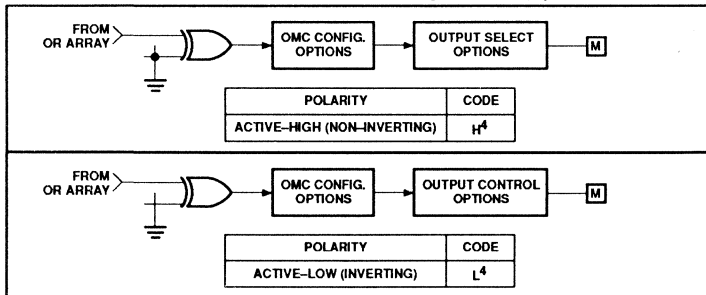 FROM
OR ARRAY
OMC CONFIG.
OPTIONS
OUTPUT SELECT
OPTIONS
M
POLARITY CODE
ACTIVE–HIGH (NON–INVERTING) H4
FROM
OR ARRAY
OMC CONFIG.
OPTIONS
OUTPUT CONTROL
OPTIONS
M
POLARITY CODE
ACTIVE–LOW (INVERTING) L4